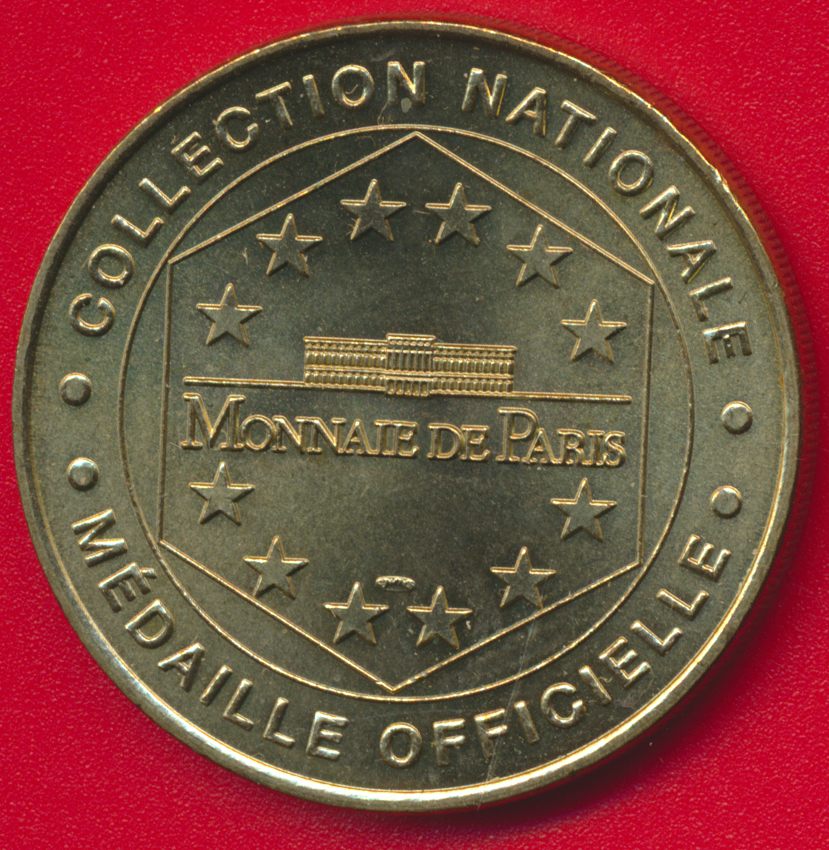 COLLECTION NATIONALE
MONNAIE DE PARIS
MÉDAILLE OFFICIELLE